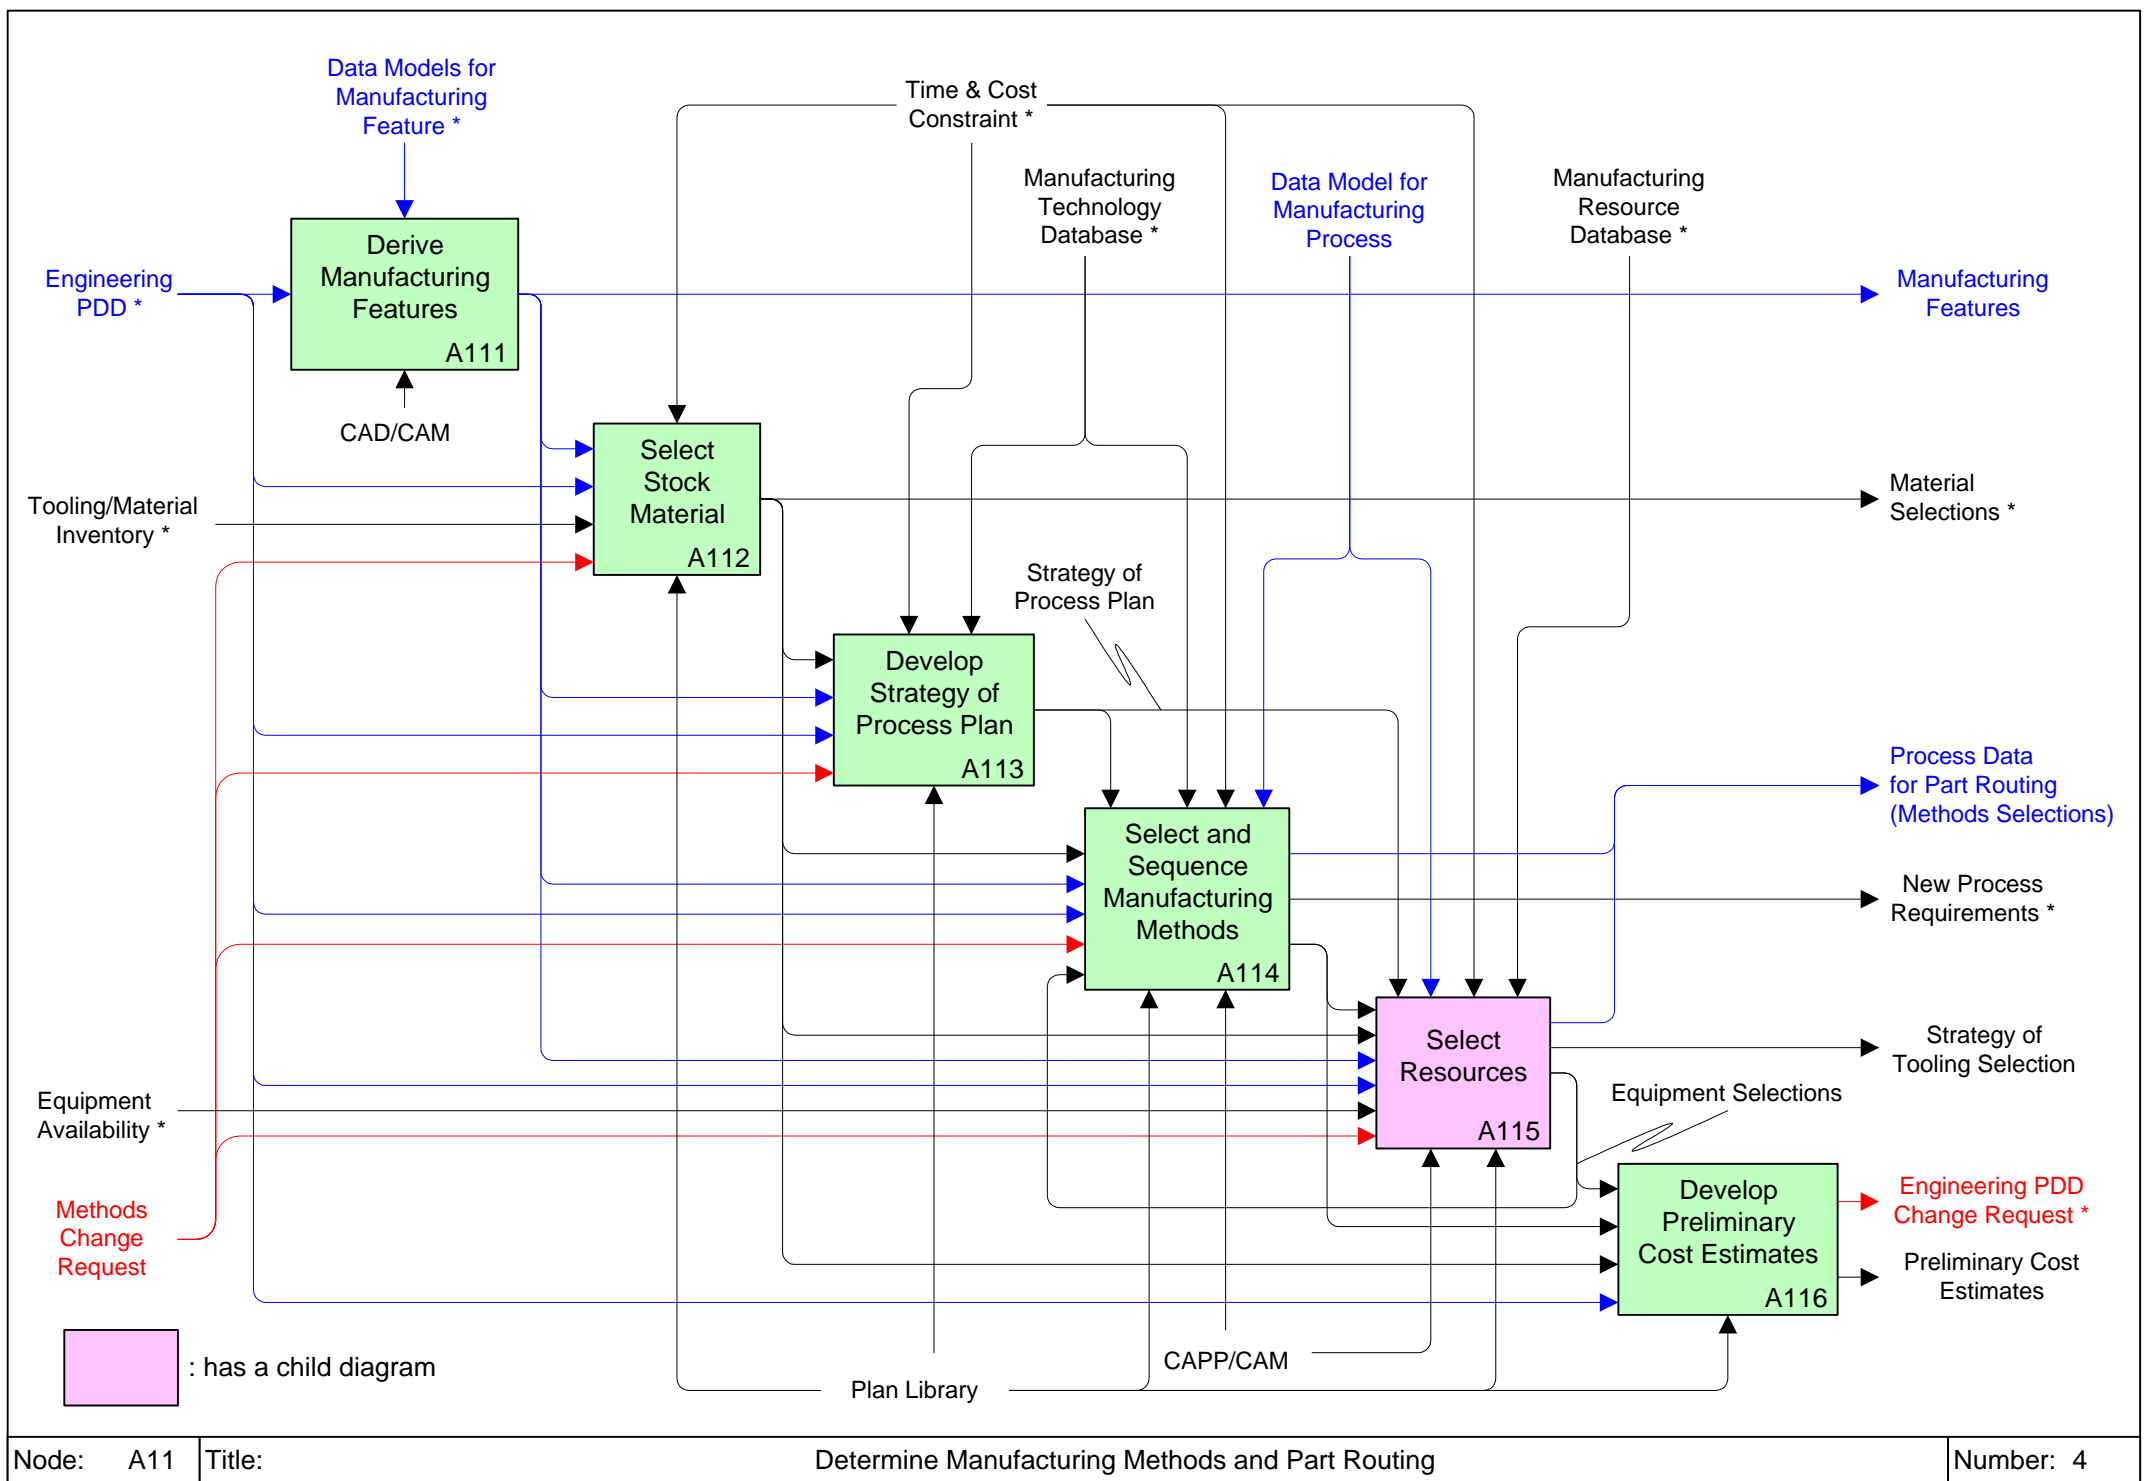 Data Models for
Manufacturing
Feature *
Time & Cost
Constraint *
Manufacturing
Technology
Database *
Data Model for
Manufacturing
Process
Manufacturing
Resource
Database *
Engineering
PDD *
Derive
Manufacturing
Features
A111
Manufacturing
Features
CAD/CAM
Tooling/Material
Inventory *
Select
Stock
Material
A112
Material
Selections *
Strategy of
Process Plan
Develop
Strategy of
Process Plan
A113
Process Data
for Part Routing
(Methods Selections)
Select and
Sequence
Manufacturing
Methods
A114
New Process
Requirements *
Select
Resources
A115
Strategy of
Tooling Selection
Equipment
Availability *
Equipment Selections
Methods
Change
Request
Develop
Preliminary
Cost Estimates
A116
Engineering PDD
Change Request *
Preliminary Cost
Estimates
: has a child diagram
CAPP/CAM
Plan Library
Node: A11
Title: Determine Manufacturing Methods and Part Routing
Number: 4